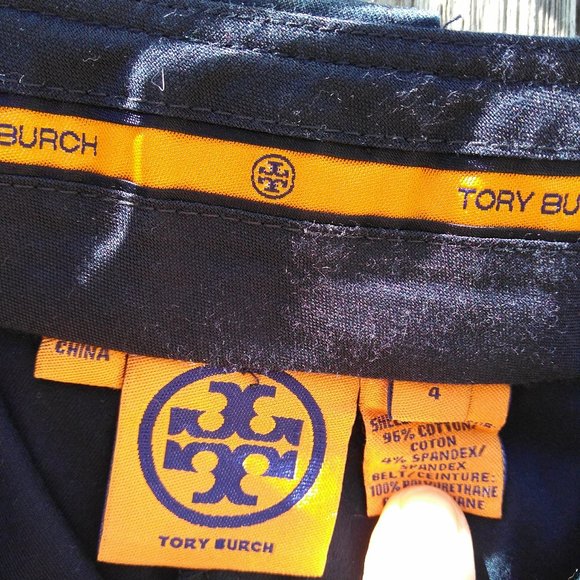 BURCH TORY BU
CHINA
TORY BURCH
4
96% COTTON/
COTON
4% SPANDEX/
SPANDEX
BELT/CEINTURE:
100% POLYURETHANE